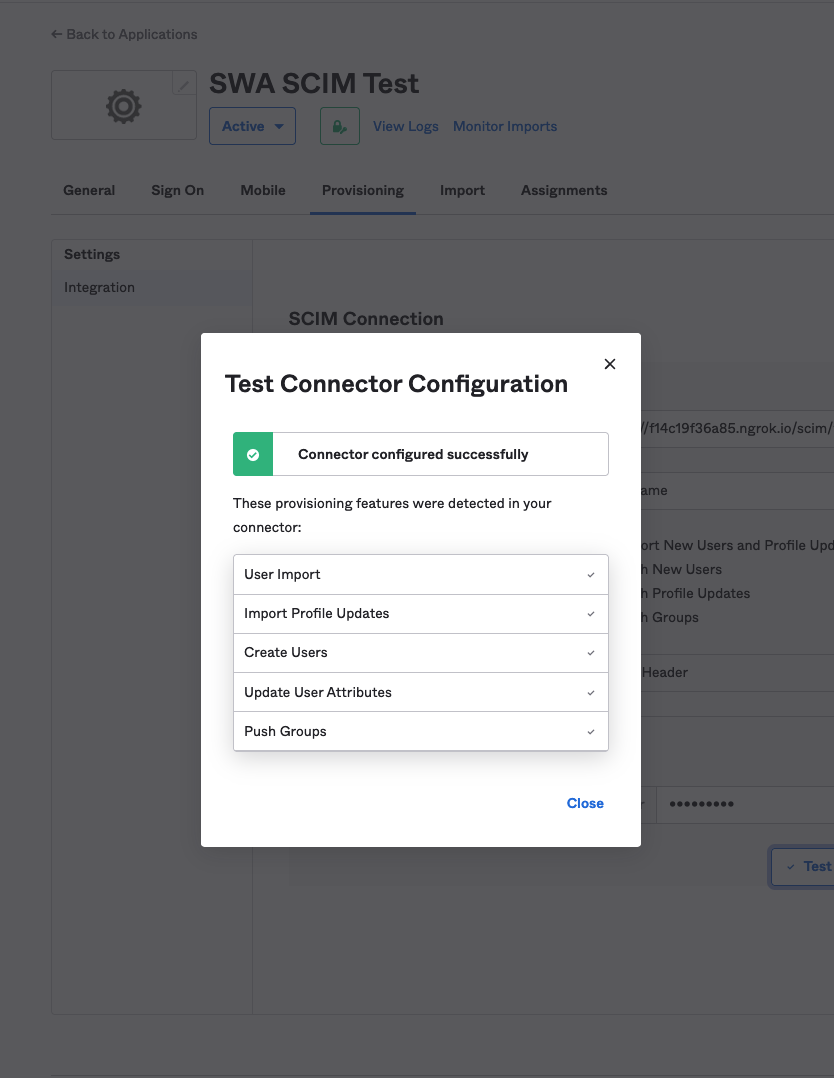 ← Back to Applications
SWA SCIM Test
Active
View Logs
Monitor Imports
General
Sign On
Mobile
Provisioning
Import
Assignments
Settings
Integration
SCIM Connection
Test Connector Configuration
Connector configured successfully
These provisioning features were detected in your
connector:
User Import
Import Profile Updates
Create Users
Update User Attributes
Push Groups
Close
//f14c19f36a85.ngrok.io/scim/
New Users and Profile
New Users
Profile Updates
Groups
Header
•••••••••
Test